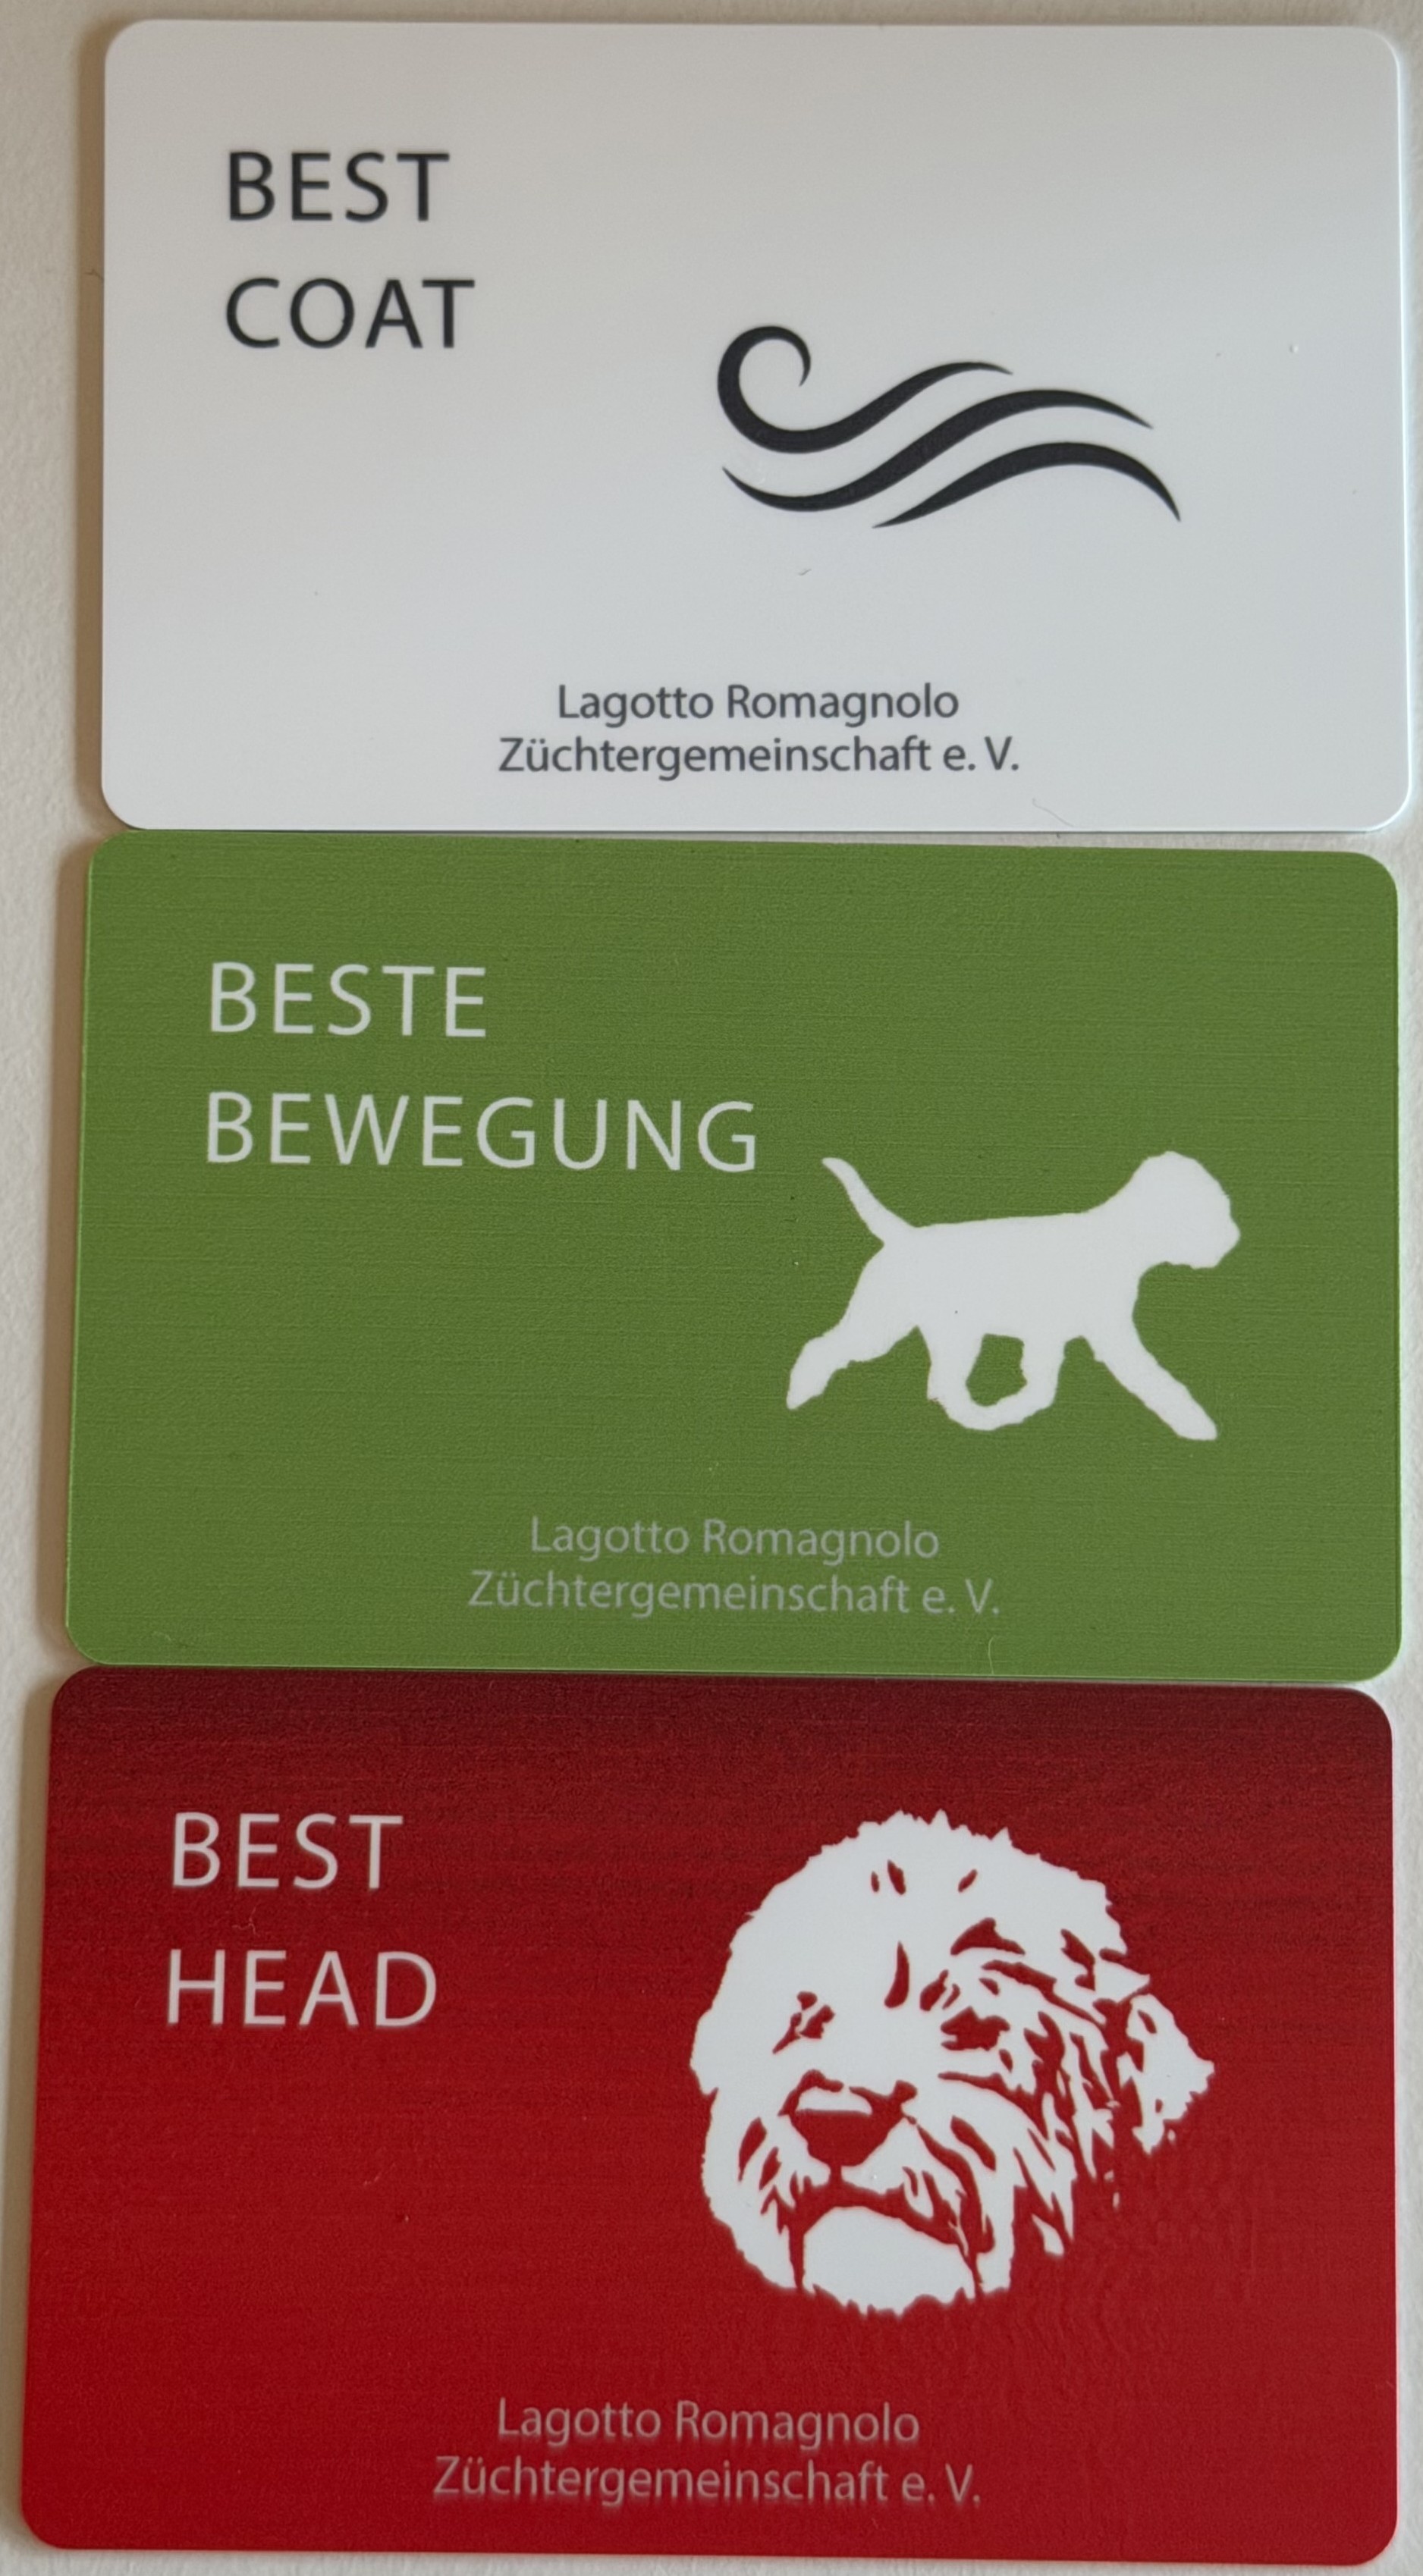 BEST
COAT
Lagotto Romagnolo
Züchtergemeinschaft e. V.
BESTE
BEWEGUNG
Lagotto Romagnolo
Züchtergemeinschaft e. V.
BEST
HEAD
Lagotto Romagnolo
Züchtergemeinschaft e. V.